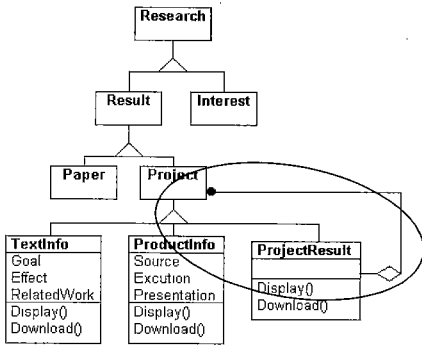 Research
Result
Interest
Paper
Project
TextInfo
Goal
Effect
RelatedWork
Display()
Download()
ProductInfo
Source
Excution
Presentation
Display()
Download()
ProjectResult
Display()
Download()